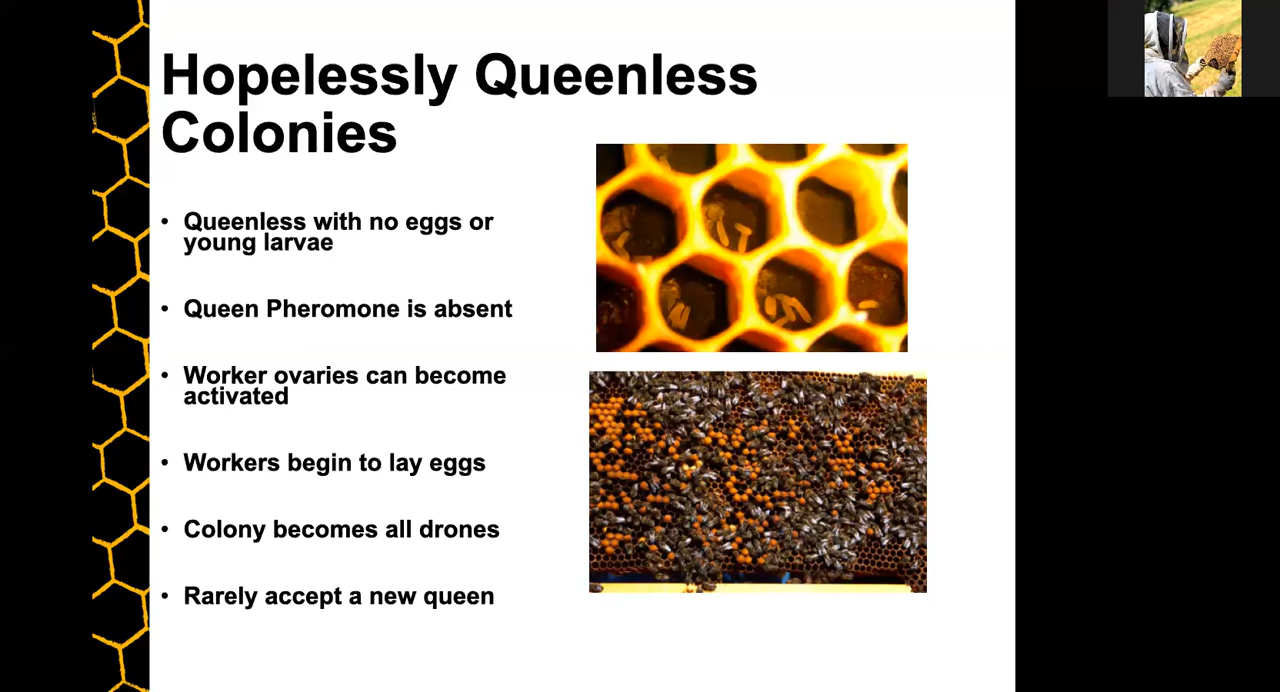 Hopelessly Queenless
Colonies
• Queenless with no eggs or
young larvae
• Queen Pheromone is absent
• Worker ovaries can become
activated
• Workers begin to lay eggs
• Colony becomes all drones
• Rarely accept a new queen